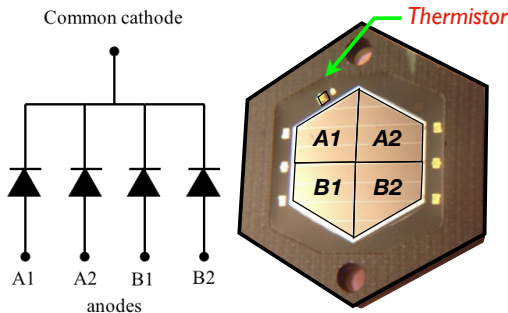 Common cathode
Thermistor
A1 A2
B1 B2
A1 A2 B1 B2
anodes